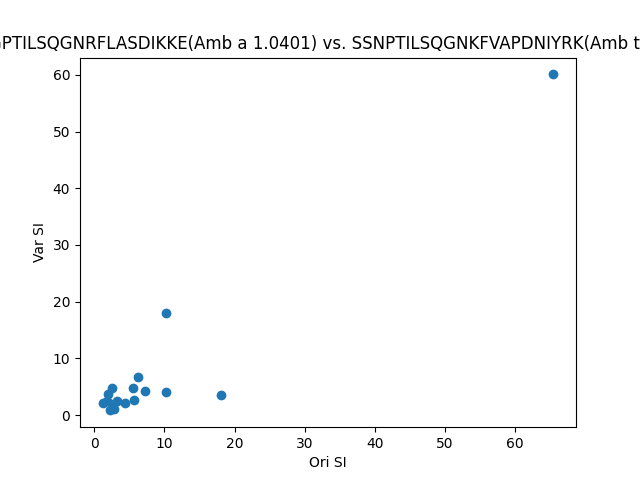 PTILSQGNRFLASDIKKE(Amb a 1.0401) vs. SSNPTILSQGNKFVAPDNIYRK(Amb t
60
50
40
30
20
10
0
Var SI
0 10 20 30 40 50 60
Ori SI